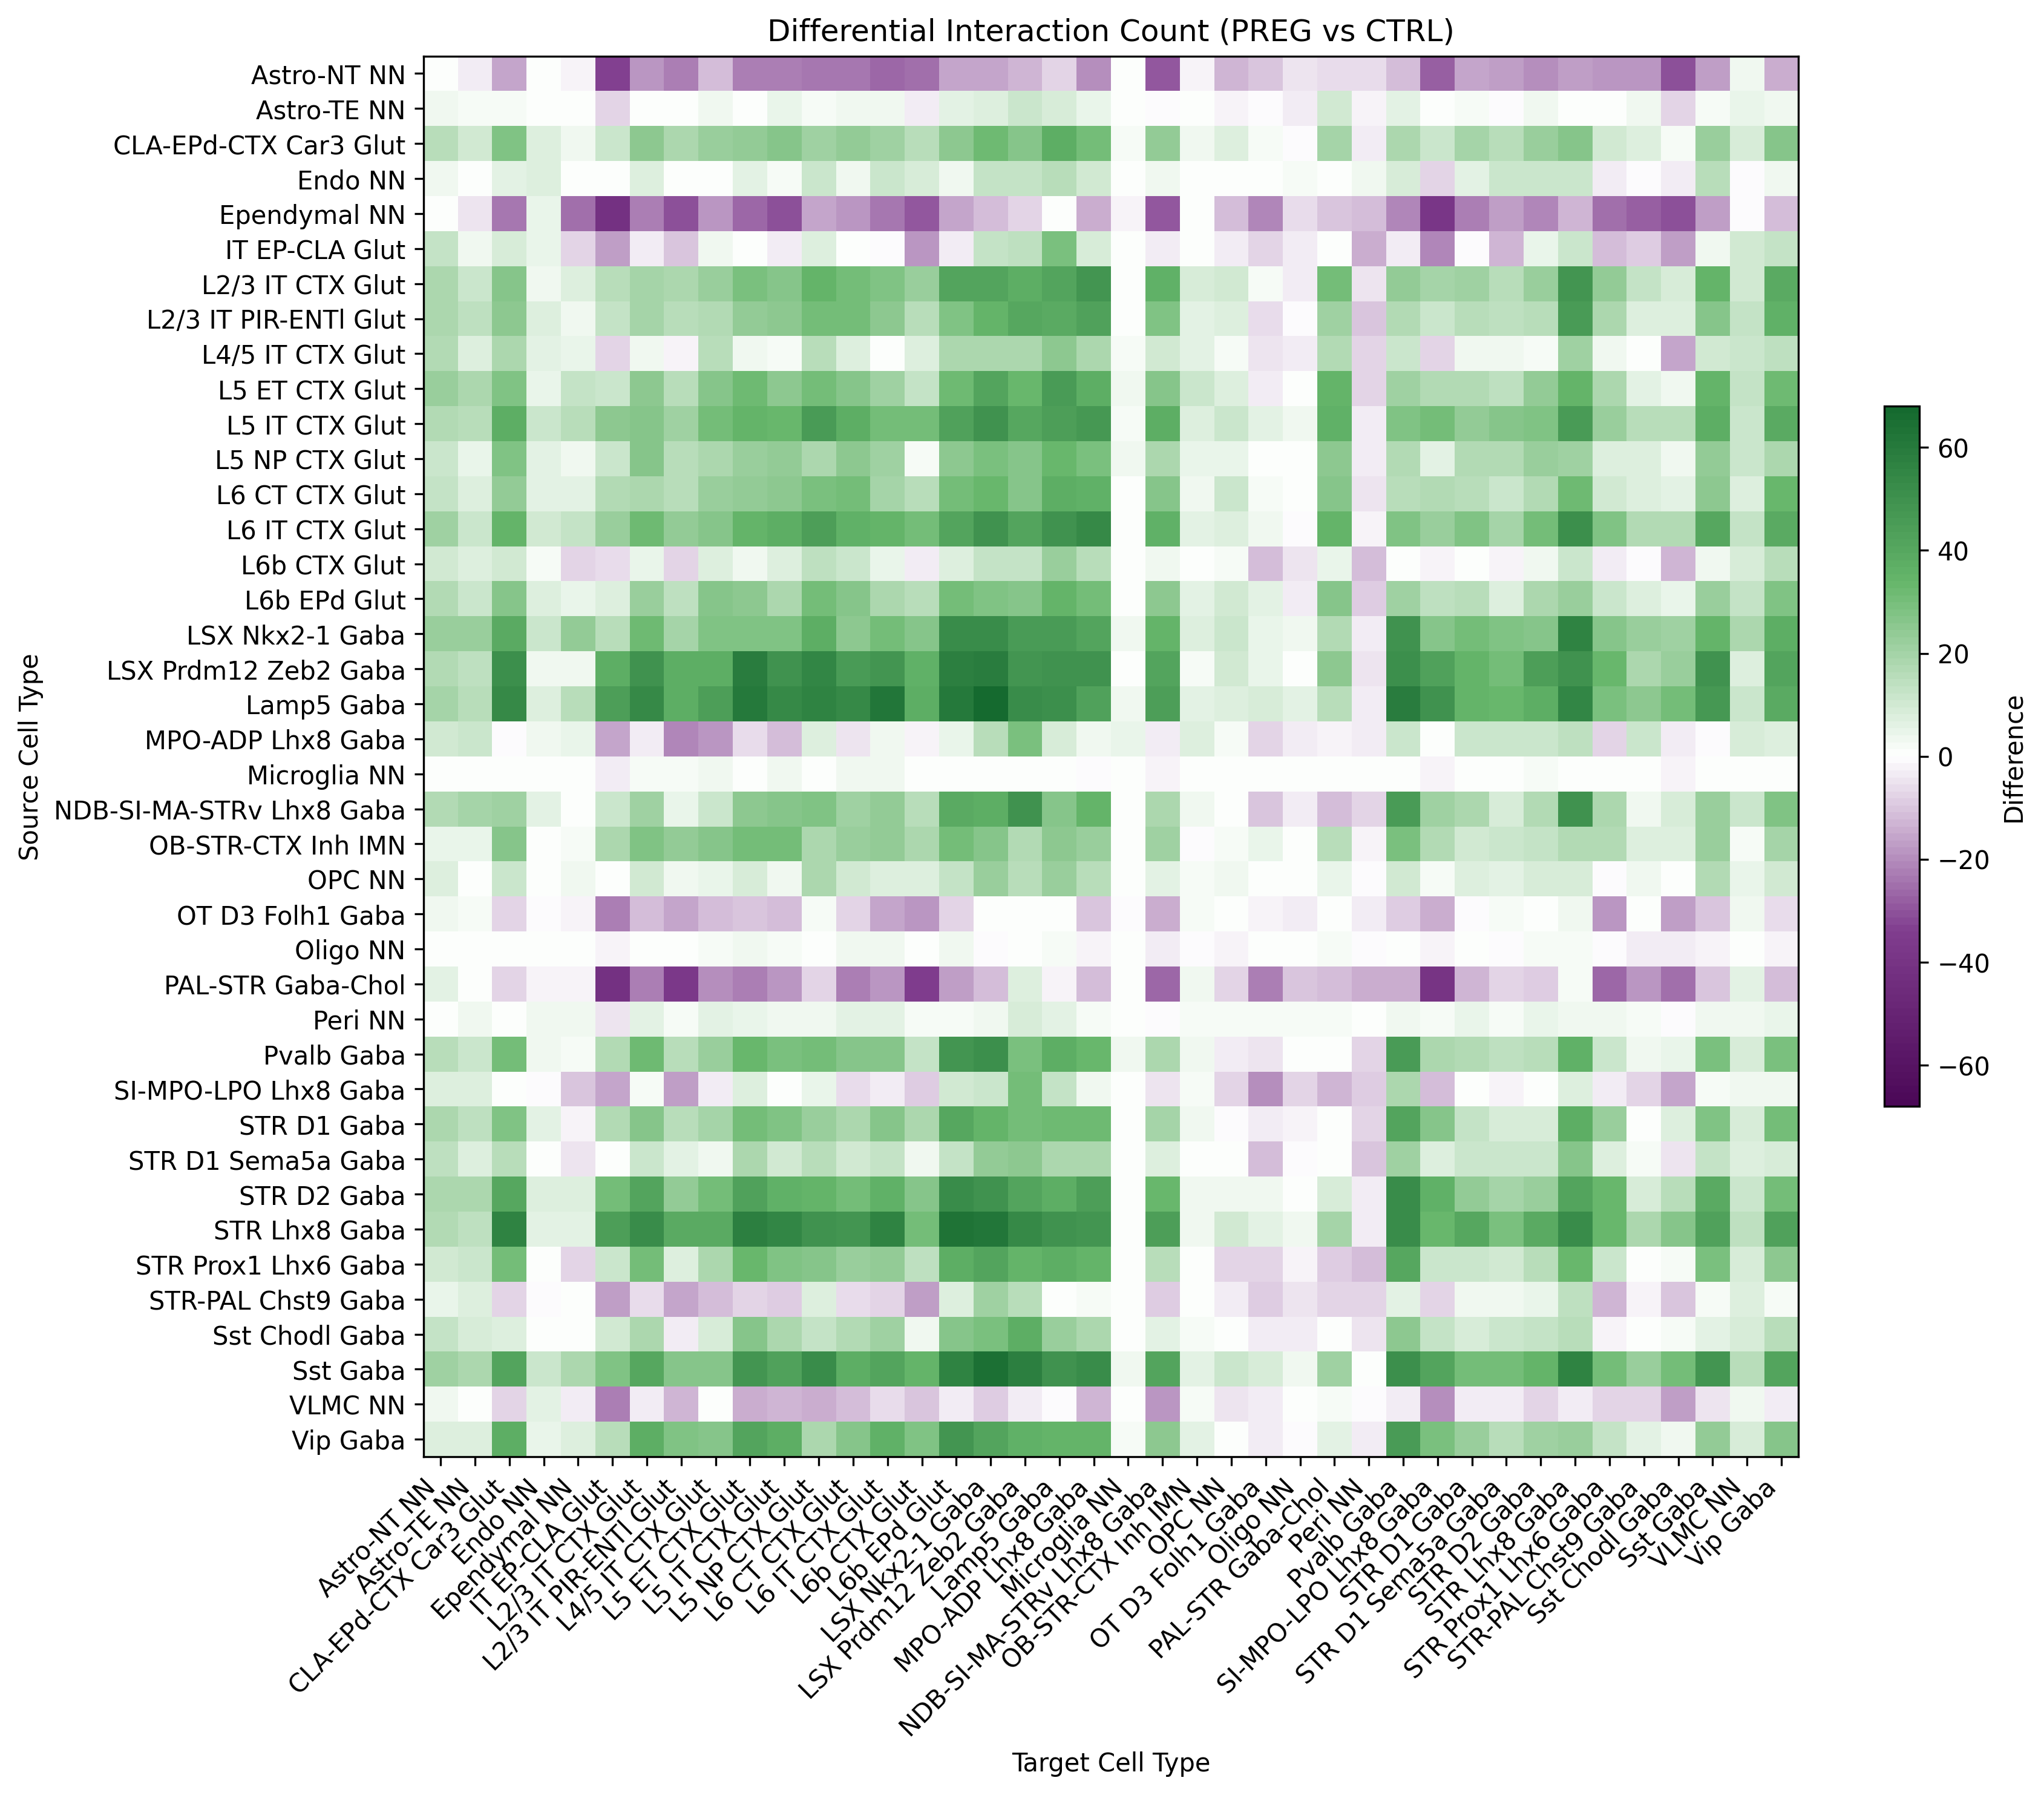 Differential Interaction Count (PREG vs CTRL)
Source Cell Type
Astro-NT NN
Astro-TE NN
CLA-EPd-CTX Car3 Glut
Endo NN
Ependymal NN
IT EP-CLA Glut
L2/3 IT CTX Glut
L2/3 IT PIR-ENTl Glut
L4/5 IT CTX Glut
L5 ET CTX Glut
L5 IT CTX Glut
L5 NP CTX Glut
L6 CT CTX Glut
L6 IT CTX Glut
L6b CTX Glut
L6b EPd Glut
LSX Nkx2-1 Gaba
LSX Prdm12 Zeb2 Gaba
Lamp5 Gaba
MPO-ADP Lhx8 Gaba
Microglia NN
NDB-SI-MA-STRv Lhx8 Gaba
OB-STR-CTX Inh IMN
OPC NN
OT D3 Folh1 Gaba
Oligo NN
PAL-STR Gaba-Chol
Peri NN
Pvalb Gaba
SI-MPO-LPO Lhx8 Gaba
STR D1 Gaba
STR D1 Sema5a Gaba
STR D2 Gaba
STR Lhx8 Gaba
STR Prox1 Lhx6 Gaba
STR-PAL Chst9 Gaba
Sst Chodl Gaba
Sst Gaba
VLMC NN
Vip Gaba
Astro-NT NN
Astro-TE NN
CLA-EPd-CTX Car3 Glut
Endo NN
Ependymal NN
IT EP-CLA Glut
L2/3 IT CTX Glut
L2/3 IT PIR-ENTl Glut
L4/5 IT CTX Glut
L5 ET CTX Glut
L5 IT CTX Glut
L5 NP CTX Glut
L6 CT CTX Glut
L6 IT CTX Glut
L6b CTX Glut
L6b EPd Glut
LSX Nkx2-1 Gaba
LSX Prdm12 Zeb2 Gaba
Lamp5 Gaba
MPO-ADP Lhx8 Gaba
Microglia NN
NDB-SI-MA-STRv Lhx8 Gaba
OB-STR-CTX Inh IMN
OPC NN
OT D3 Folh1 Gaba
Oligo NN
PAL-STR Gaba-Chol
Peri NN
Pvalb Gaba
SI-MPO-LPO Lhx8 Gaba
STR D1 Gaba
STR D1 Sema5a Gaba
STR D2 Gaba
STR Lhx8 Gaba
STR Prox1 Lhx6 Gaba
STR-PAL Chst9 Gaba
Sst Chodl Gaba
Sst Gaba
VLMC NN
Vip Gaba
Target Cell Type
60
40
20
0
−20
−40
−60
Difference